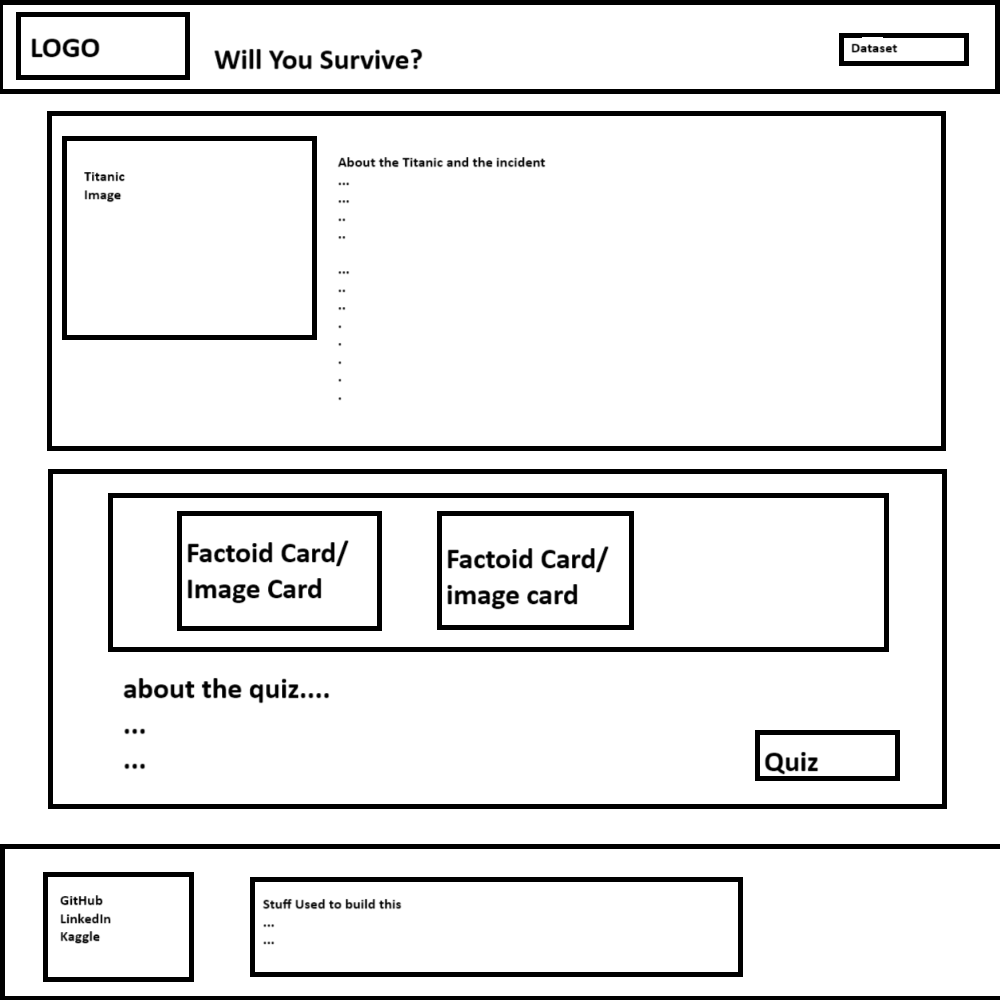 LOGO
Will You Survive?
Dataset
Titanic
Image
About the Titanic and the incident
...
...
..
..
...
..
..
.
.
.
.
.
Factoid Card/
Image Card
Factoid Card/
image card
about the quiz....
...
...
Quiz
GitHub
LinkedIn
Kaggle
Stuff Used to build this
...
...